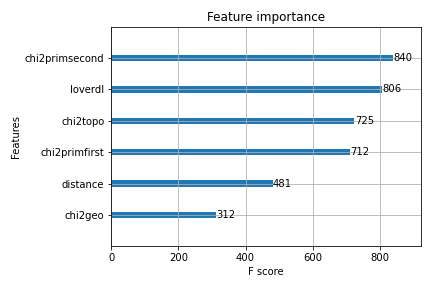 Feature importance
chi2primsecond 840
loverdl 806
chi2topo 725
chi2primfirst 712
distance 481
chi2geo 312
Features
0 200 400 600 800
F score